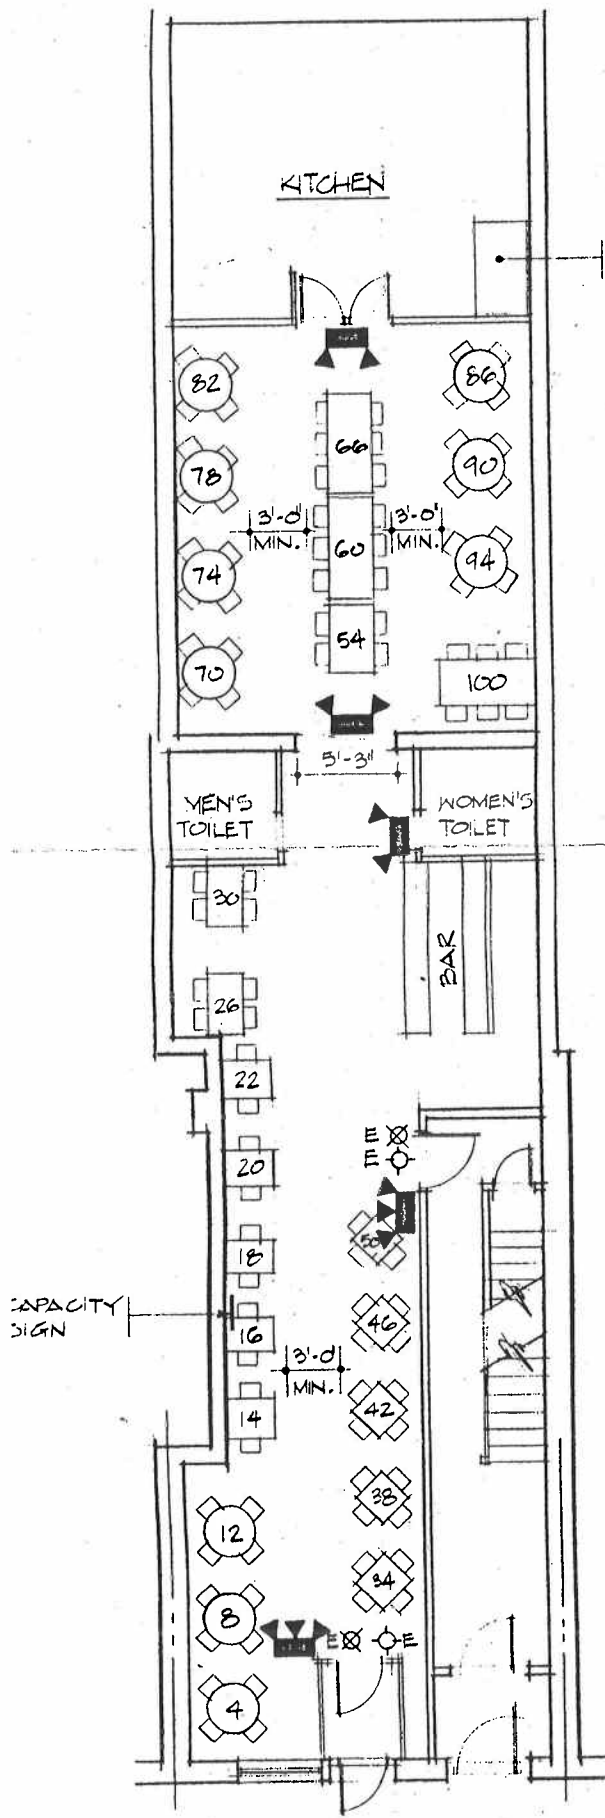 KITCHEN
82
86
66
78
90
3'-0"
MIN.
3'-0"
MIN.
60
74
94
54
70
100
5'-3"
MEN'S
TOILET
WOMEN'S
TOILET
30
BAR
26
22
E
E
20
50
18
CAPACITY
SIGN
46
16
3'-0"
MIN.
42
14
38
12
34
8
E
E
4